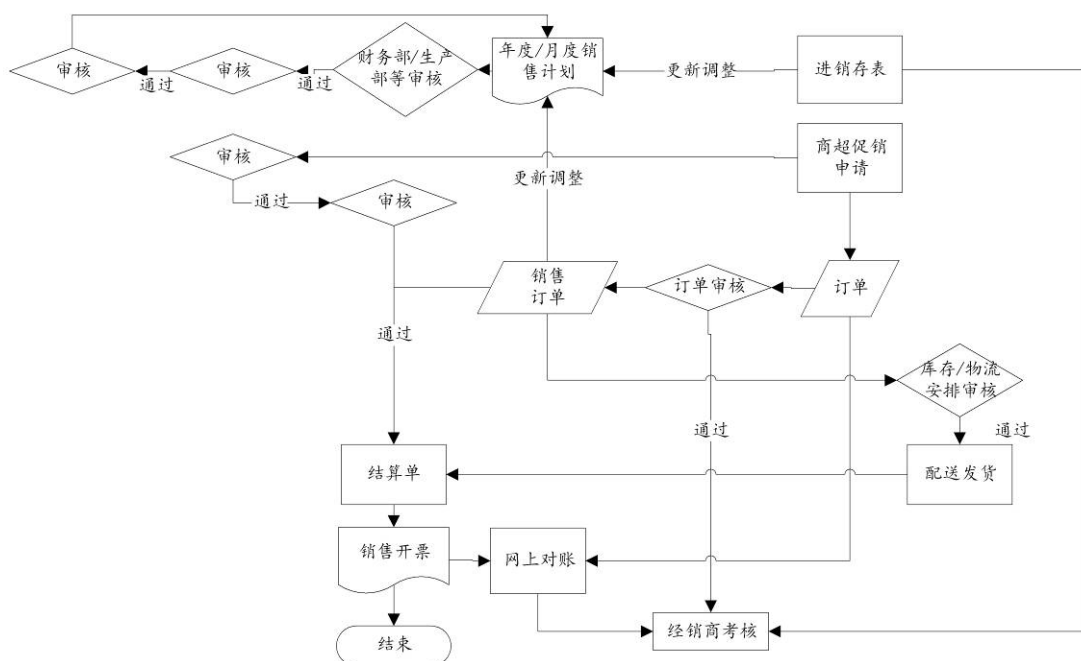 财务部/生产
部等审核
年度/月度销
售计划
审核
通过
审核
通过
更新调整
进销存表
商超促销
申请
审核
更新调整
通过
审核
销售
订单
订单审核
订单
通过
库存/物流
安排审核
通过
通过
结算单
配送发货
销售开票
网上对账
经销商考核
结束